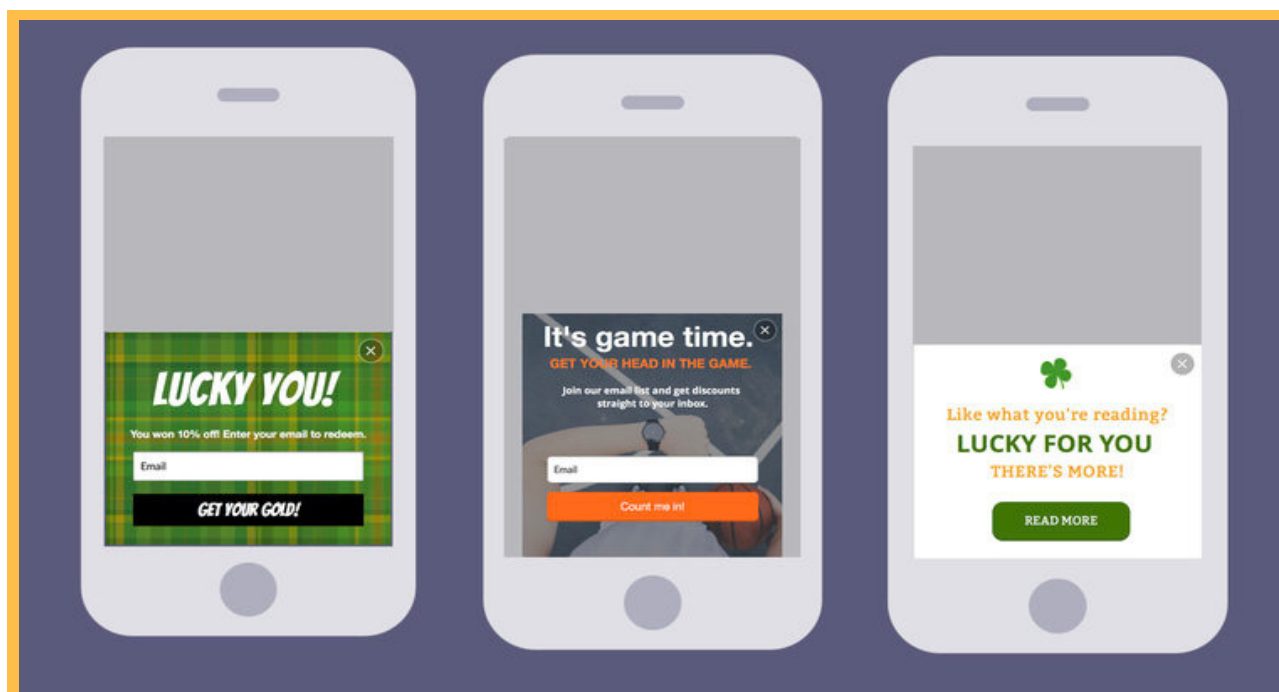 LUCKY YOU!
You won 10% off! Enter your email to redeem.
Email
GET YOUR GOLD!
It's game time.
GET YOUR HEAD IN THE GAME.
Join our email list and get discounts
straight to your inbox.
Email
Count me in!
Like what you're reading?
LUCKY FOR YOU
THERE'S MORE!
READ MORE